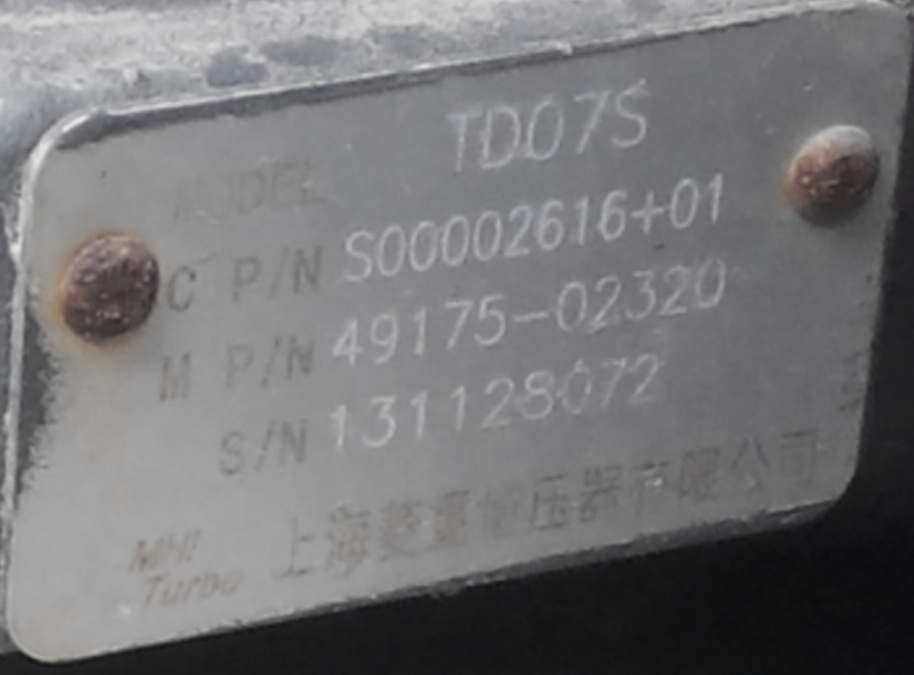 MODEL TD07S
C P/N S00002616+01
M P/N 49175-02320
S/N 131128072
MHI Turbo 上海菱重增压器有限公司